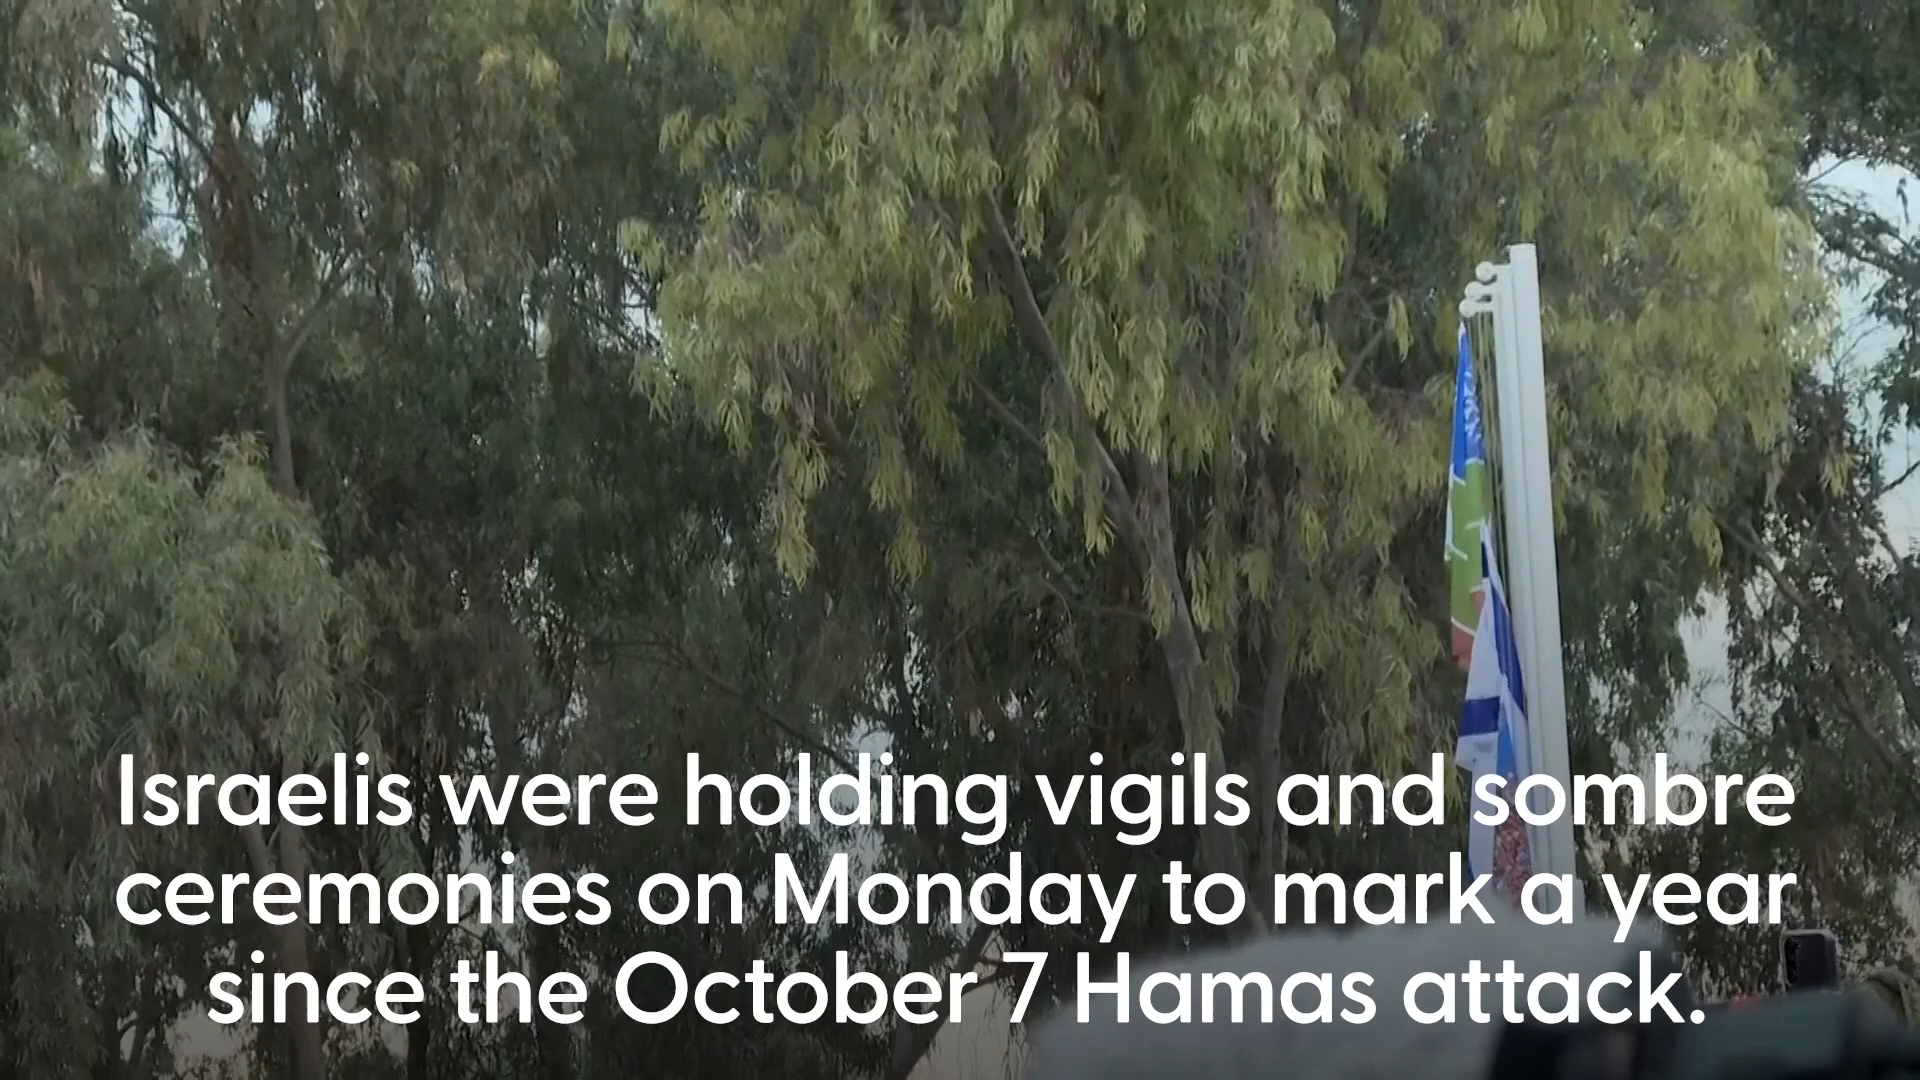 Israelis were holding vigils and sombre
ceremonies on Monday to mark a year
since the October 7 Hamas attack.